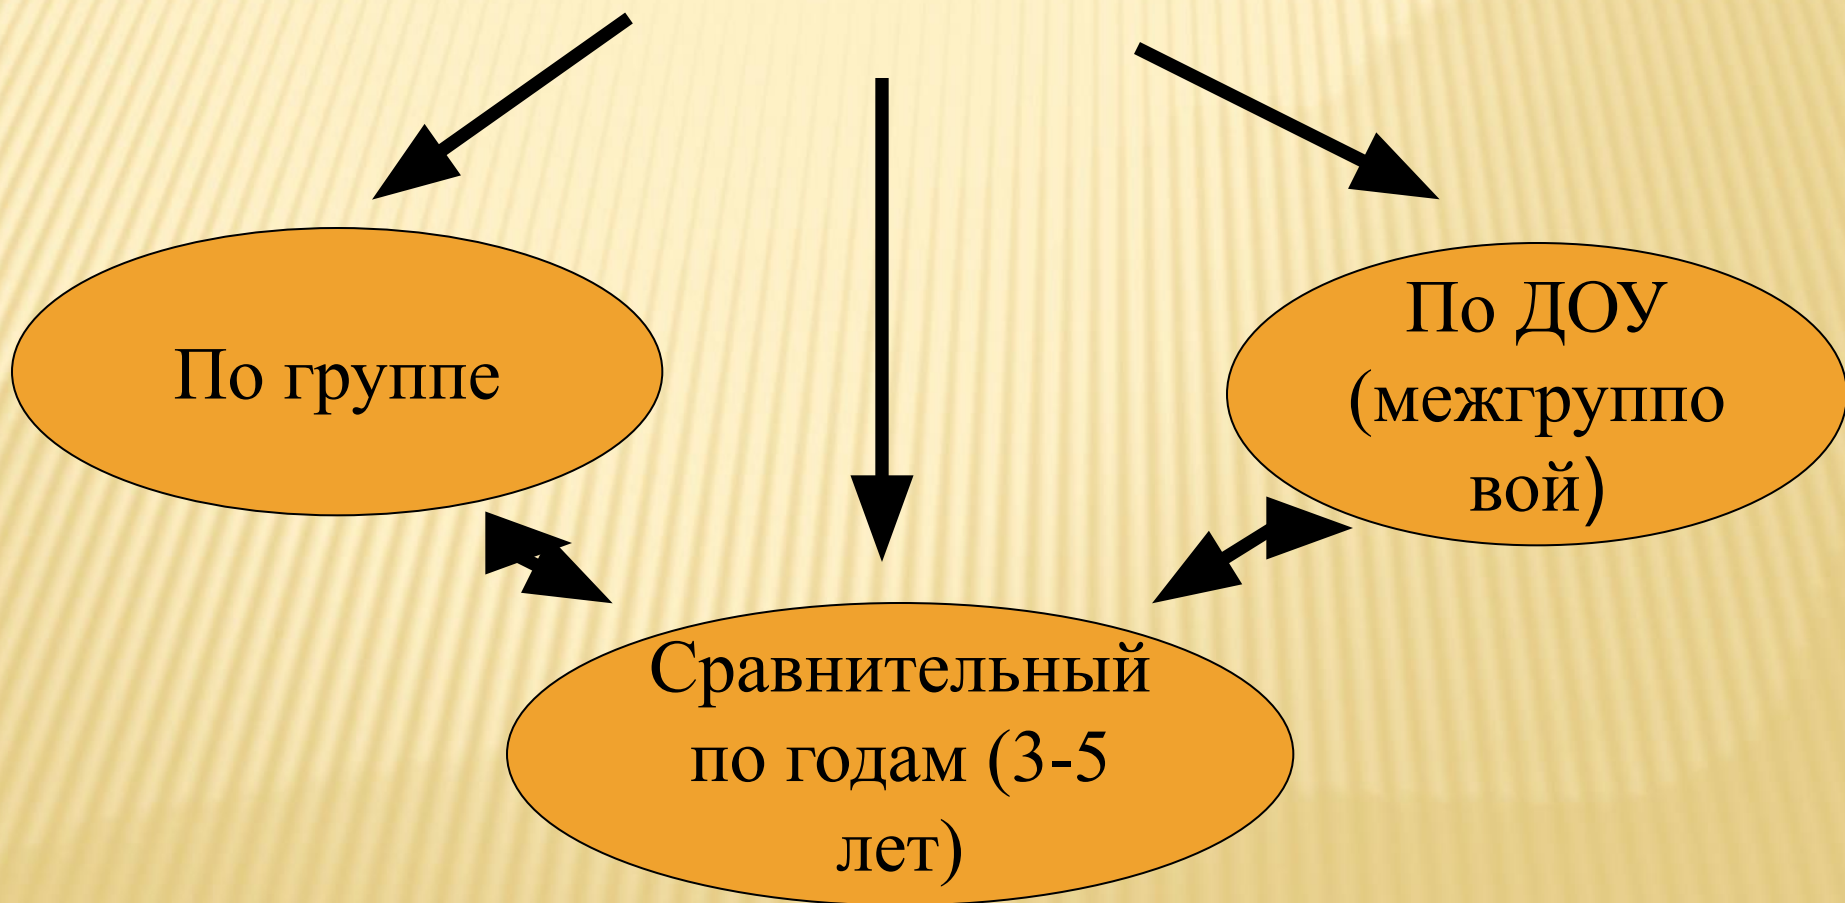 По группе
По ДОУ
(межгруппо
вой)
Сравнительный
по годам (3-5
лет)